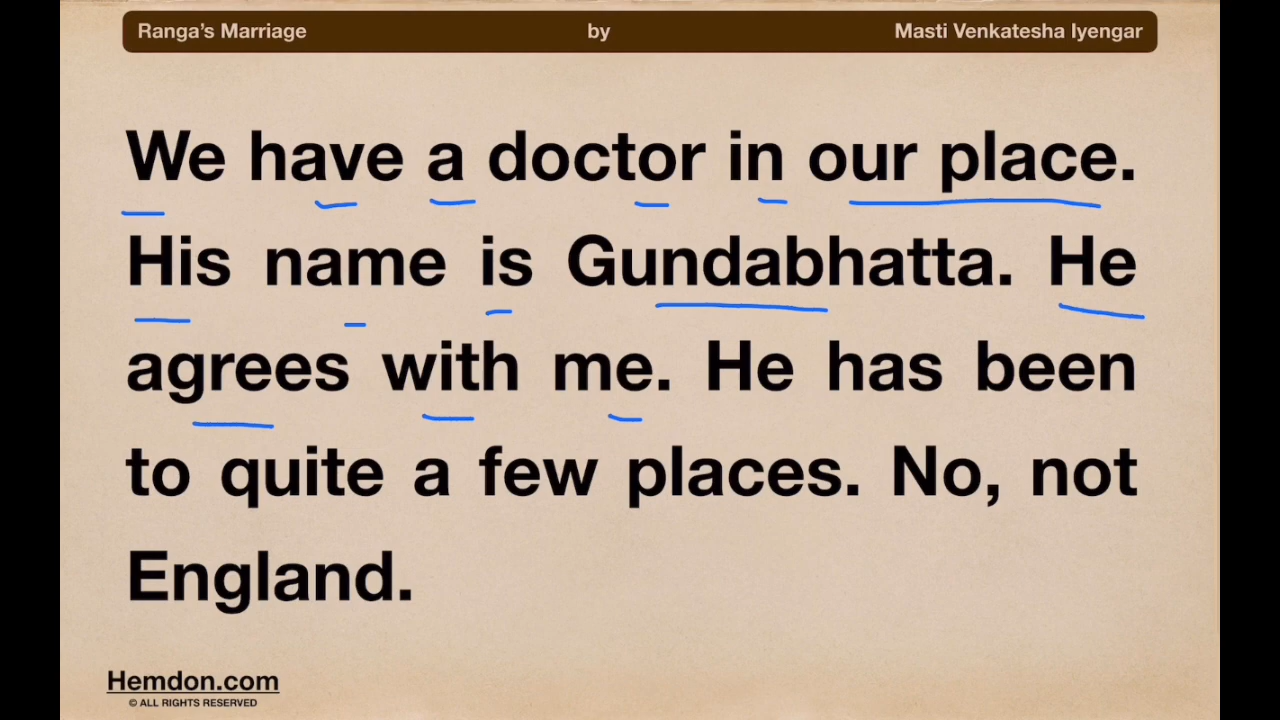 Ranga's Marriage by Masti Venkatesha Iyengar
We have a doctor in our place.
His name is Gundabhatta. He
agrees with me. He has been
to quite a few places. No, not
England.
Hemdon.com
© ALL RIGHTS RESERVED